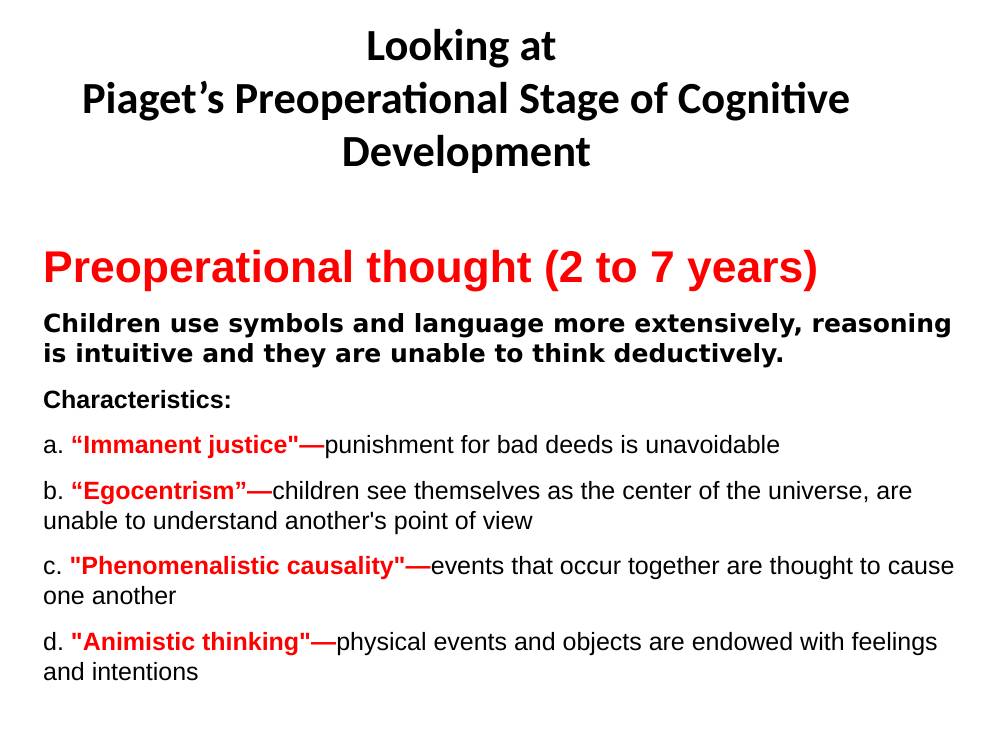 Looking at
Piaget’s Preoperational Stage of Cognitive
Development
Preoperational thought (2 to 7 years)
Children use symbols and language more extensively, reasoning
is intuitive and they are unable to think deductively.
Characteristics:
a. “Immanent justice"—punishment for bad deeds is unavoidable
b. “Egocentrism”—children see themselves as the center of the universe, are
unable to understand another's point of view
c. "Phenomenalistic causality"—events that occur together are thought to cause
one another
d. "Animistic thinking"—physical events and objects are endowed with feelings
and intentions